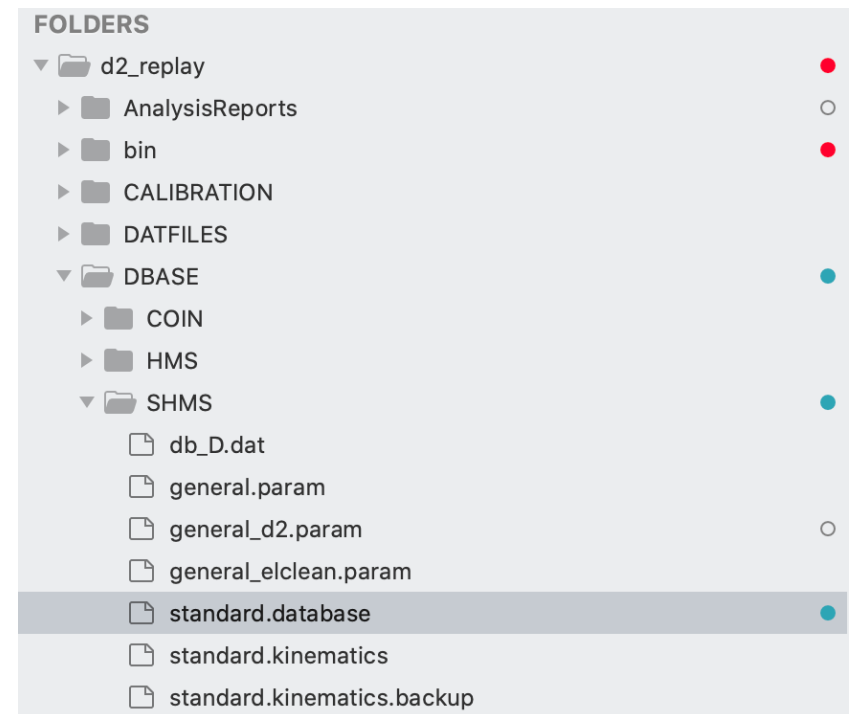 FOLDERS
d2_replay
AnalysisReports
bin
CALIBRATION
DATFILES
DBASE
COIN
HMS
SHMS
db_D.dat
general.param
general_d2.param
general_elclean.param
standard.database
standard.kinematics
standard.kinematics.backup